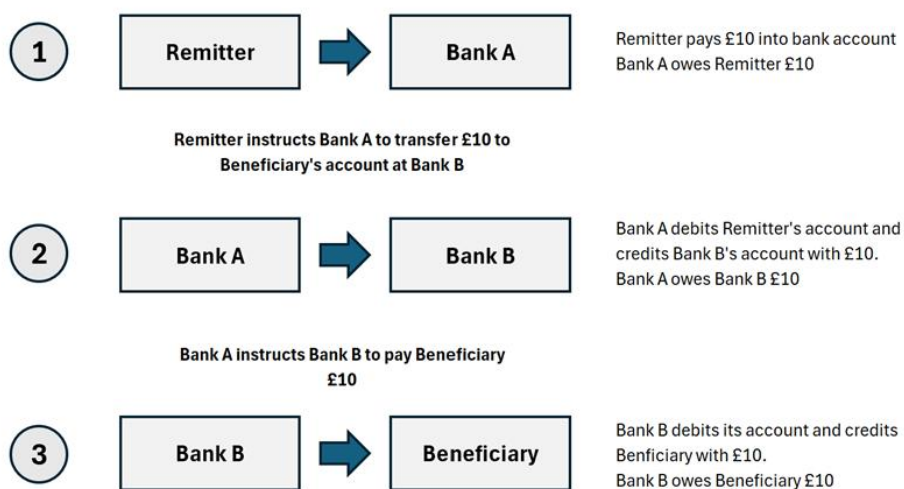 1
Remitter
Bank A
Remitter pays £10 into bank account
Bank A owes Remitter £10
Remitter instructs Bank A to transfer £10 to
Beneficiary's account at Bank B
2
Bank A
Bank B
Bank A debits Remitter's account and
credits Bank B's account with £10.
Bank A owes Bank B £10
Bank A instructs Bank B to pay Beneficiary
£10
3
Bank B
Beneficiary
Bank B debits its account and credits
Benficiary with £10.
Bank B owes Beneficiary £10